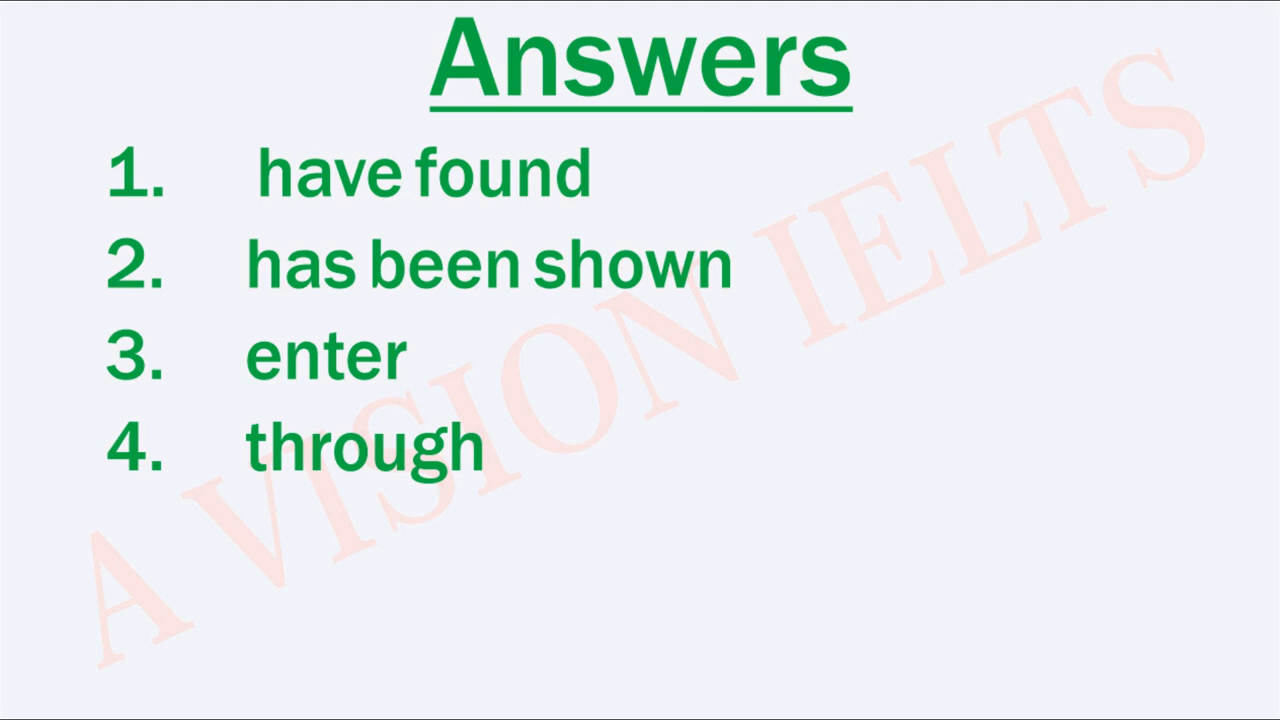 Answers
1. have found
2. has been shown
3. enter
4. through
A VISION IELTS